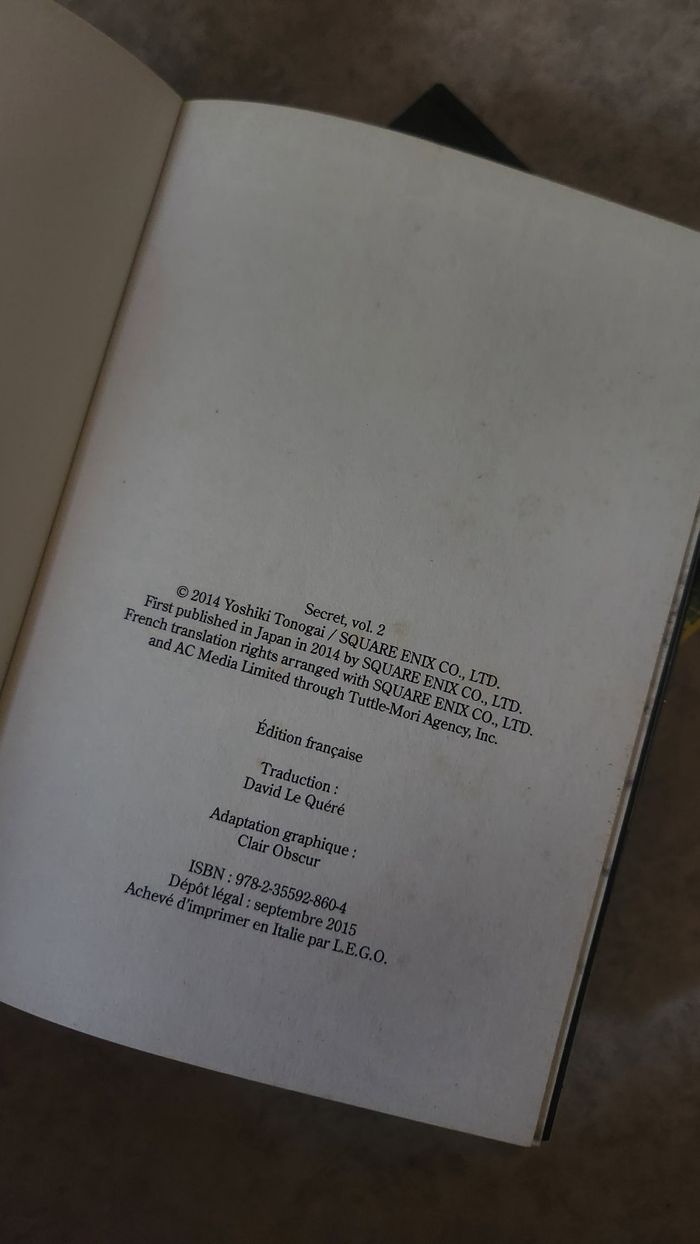 Secret, vol. 2
© 2014 Yoshiki Tonogai / SQUARE ENIX CO., LTD.
First published in Japan in 2014 by SQUARE ENIX CO., LTD.
French translation rights arranged with SQUARE ENIX CO., LTD.
and AC Media Limited through Tuttle-Mori Agency, Inc.
Édition française
Traduction :
David Le Quéré
Adaptation graphique :
Clair Obscur
ISBN : 978-2-35592-860-4
Dépôt légal : septembre 2015
Achevé d'imprimer en Italie par L.E.G.O.